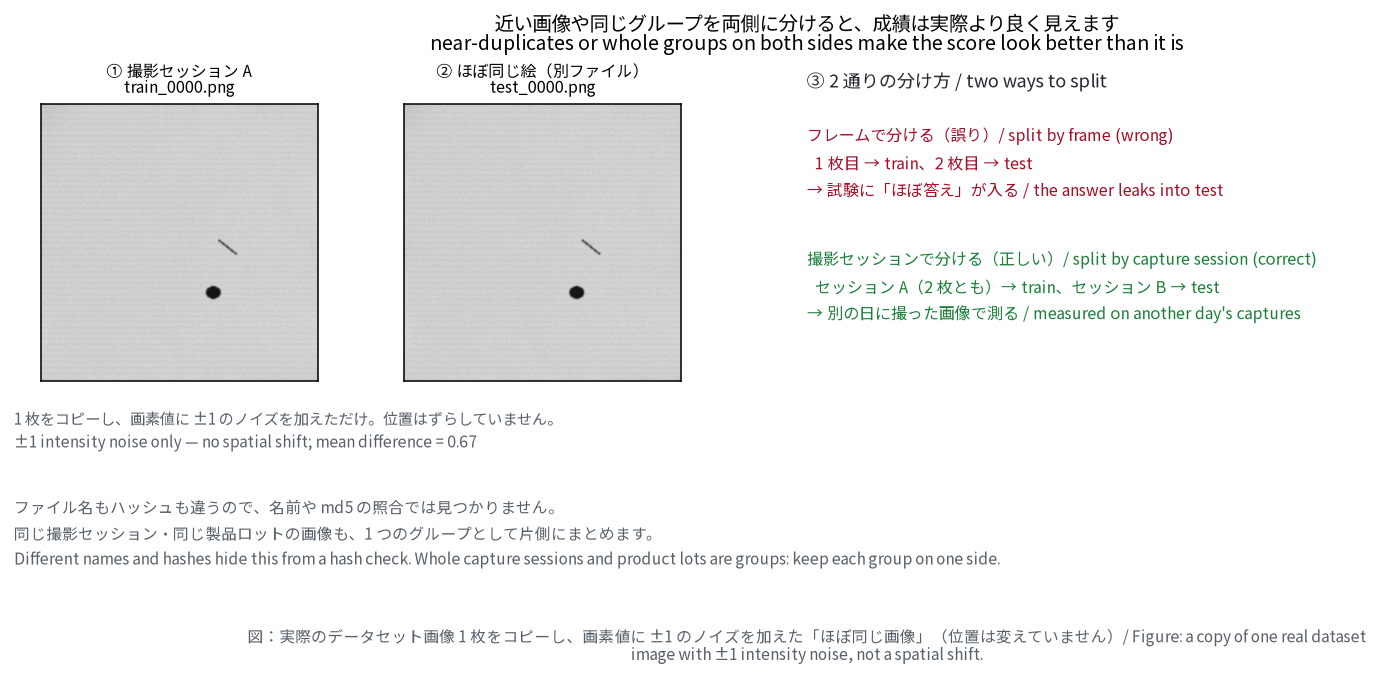 近い画像や同じグループを両側に分けると、成績は実際より良く見えます
near-duplicates or whole groups on both sides make the score look better than it is
① 撮影セッション A
train_0000.png
② ほぼ同じ絵（別ファイル）
test_0000.png
③ 2 通りの分け方 / two ways to split
フレームで分ける（誤り）/ split by frame (wrong)
1 枚目 → train、2 枚目 → test
→ 試験に「ほぼ答え」が入る / the answer leaks into test
撮影セッションで分ける（正しい）/ split by capture session (correct)
セッション A（2 枚とも）→ train、セッション B → test
→ 別の日に撮った画像で測る / measured on another day's captures
1 枚をコピーし、画素値に ±1 のノイズを加えただけ。位置はずらしていません。
±1 intensity noise only — no spatial shift; mean difference = 0.67
ファイル名もハッシュも違うので、名前や md5 の照合では見つかりません。
同じ撮影セッション・同じ製品ロットの画像も、1 つのグループとして片側にまとめます。
Different names and hashes hide this from a hash check. Whole capture sessions and product lots are groups: keep each group on one side.
図：実際のデータセット画像 1 枚をコピーし、画素値に ±1 のノイズを加えた「ほぼ同じ画像」（位置は変えていません）/ Figure: a copy of one real dataset
image with ±1 intensity noise, not a spatial shift.